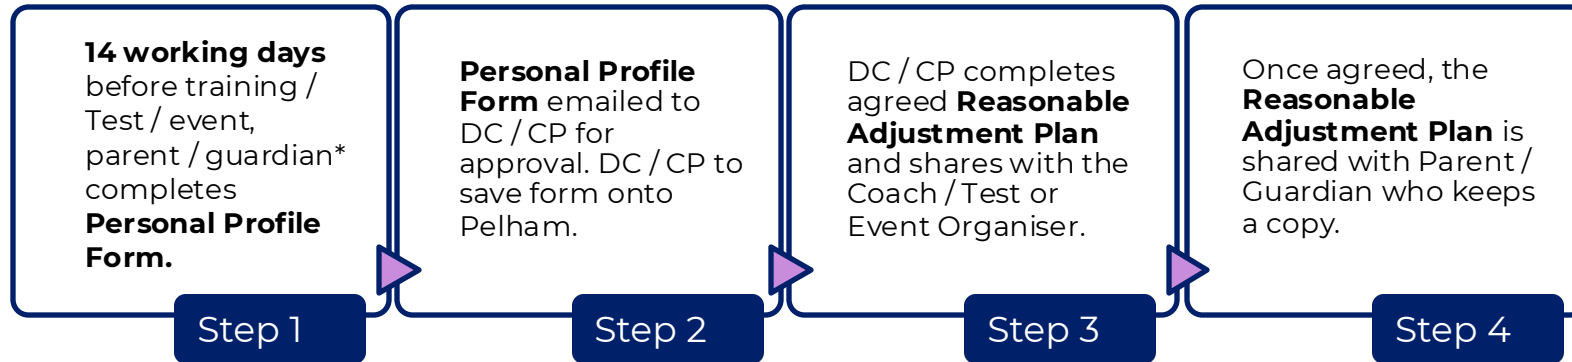 14 working days
before training /
Test / event,
parent / guardian*
completes
Personal Profile
Form.
Step 1
Personal Profile
Form emailed to
DC / CP for
approval. DC / CP to
save form onto
Pelham.
Step 2
DC / CP completes
agreed Reasonable
Adjustment Plan
and shares with the
Coach / Test or
Event Organiser.
Step 3
Once agreed, the
Reasonable
Adjustment Plan is
shared with Parent /
Guardian who keeps
a copy.
Step 4